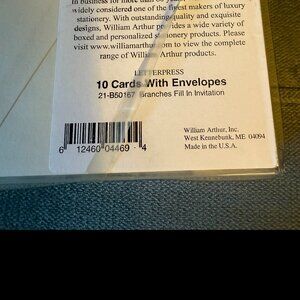 In business for more than
widely considered one of the finest makers of luxury
stationery. With outstanding quality and exquisite
designs, William Arthur provides a wide variety of
boxed and personalized stationery products. Please
visit www.williamarthur.com to view the complete
range of William Arthur products.
LETTERPRESS
10 Cards With Envelopes
21-B50167 Branches Fill In Invitation
William Arthur, Inc.
West Kennebunk, ME 04094
Made in the U.S.A.
6 12460 04469 4